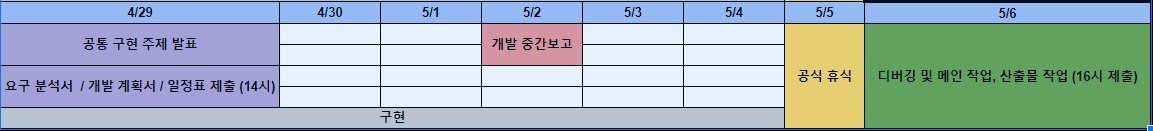 4/29 4/30 5/1 5/2 5/3 5/4 5/5 5/6
공통 구현 주제 발표
개발 중간보고
요구 분석서 / 개발 계획서 / 일정표 제출 (14시)
공식 휴식
디버깅 및 메인 작업, 산출물 작업 (16시 제출)
구현